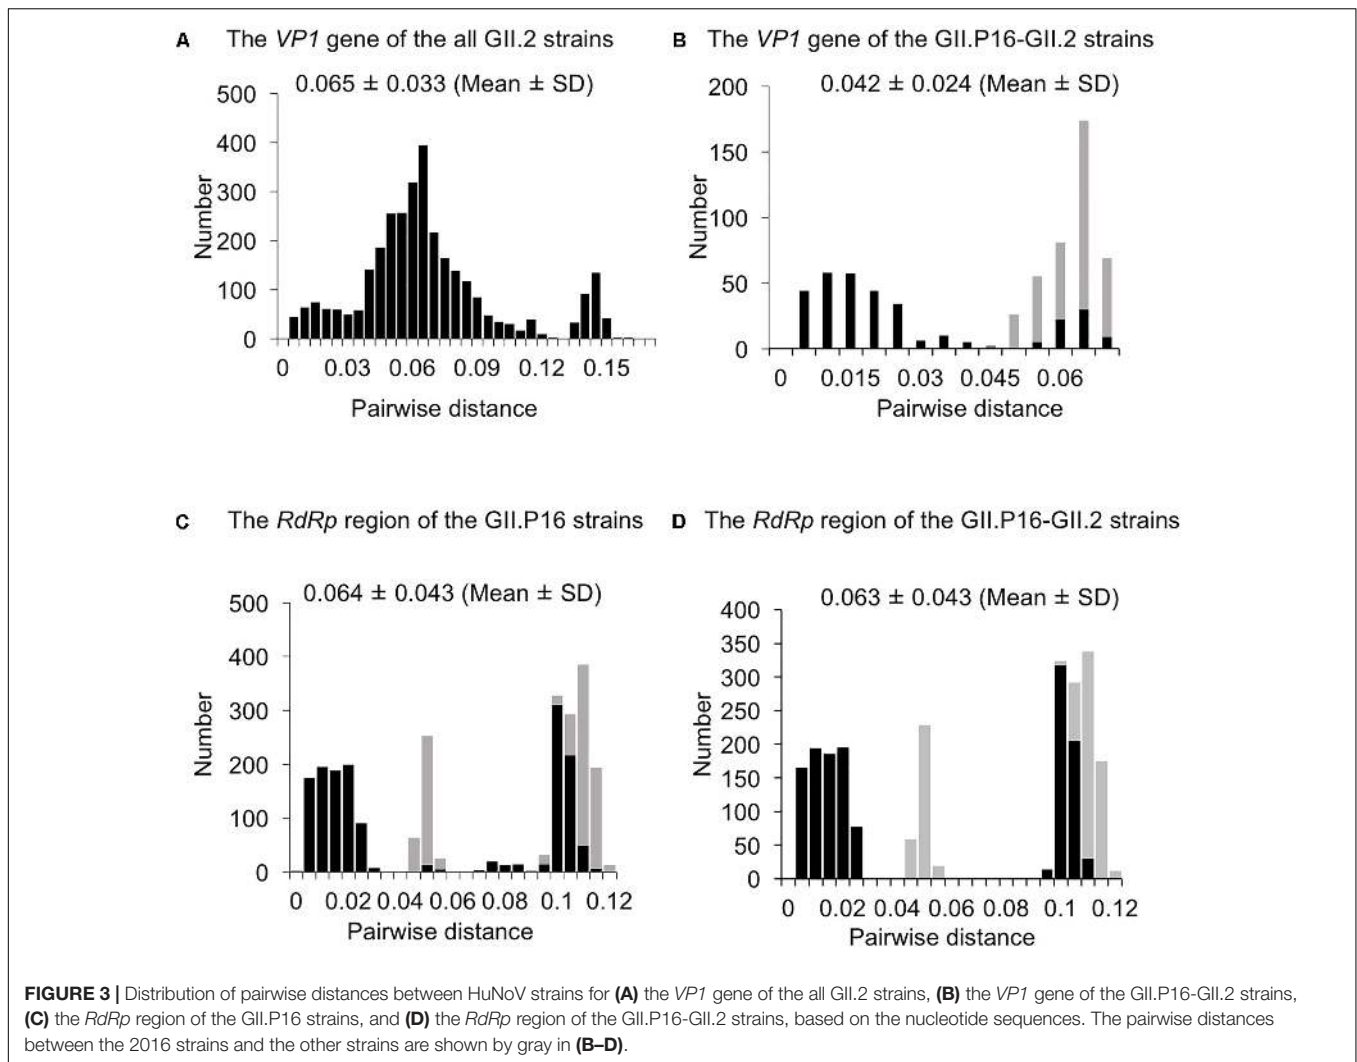 A The VP1 gene of the all GII.2 strains
0.065 ± 0.033 (Mean ± SD)
500
400
300
200
100
0
Number
0 0.03 0.06 0.09 0.12 0.15
Pairwise distance
B The VP1 gene of the GII.P16-GII.2 strains
0.042 ± 0.024 (Mean ± SD)
200
150
100
50
0
Number
0 0.015 0.03 0.045 0.06
Pairwise distance
C The RdRp region of the GII.P16 strains
0.064 ± 0.043 (Mean ± SD)
500
400
300
200
100
0
Number
0 0.02 0.04 0.06 0.08 0.1 0.12
Pairwise distance
D The RdRp region of the GII.P16-GII.2 strains
0.063 ± 0.043 (Mean ± SD)
400
350
300
250
200
150
100
50
0
Number
0 0.02 0.04 0.06 0.08 0.1 0.12
Pairwise distance
FIGURE 3 | Distribution of pairwise distances between HuNoV strains for (A) the VP1 gene of the all GII.2 strains, (B) the VP1 gene of the GII.P16-GII.2 strains,
(C) the RdRp region of the GII.P16 strains, and (D) the RdRp region of the GII.P16-GII.2 strains, based on the nucleotide sequences. The pairwise distances
between the 2016 strains and the other strains are shown by gray in (B–D).